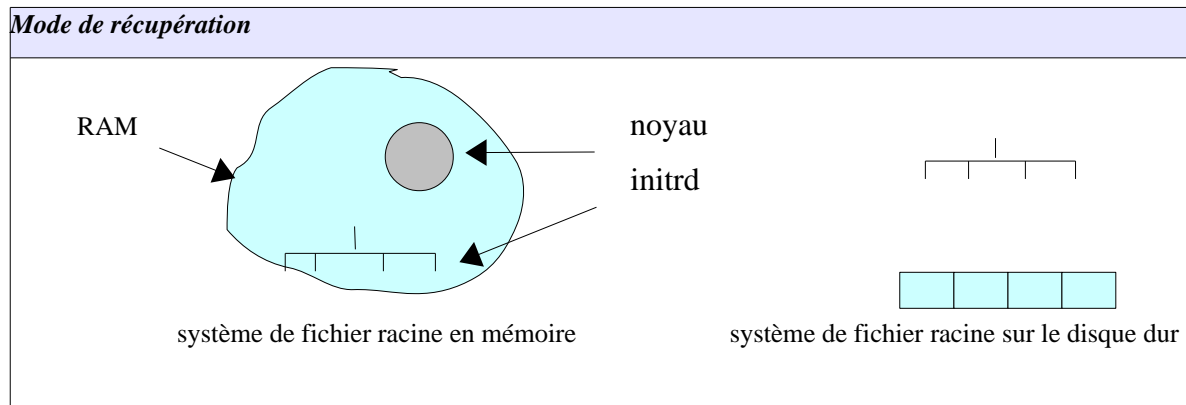 Mode de récupération
RAM
noyau
initrd
système de fichier racine en mémoire
système de fichier racine sur le disque dur